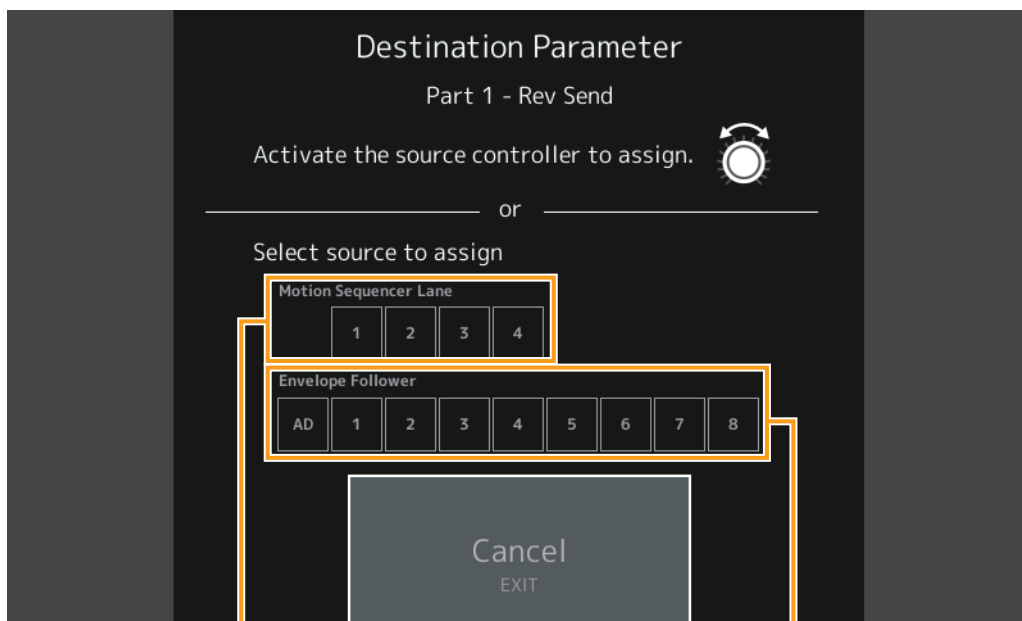 Destination Parameter
Part 1 - Rev Send
Activate the source controller to assign.
or
Select source to assign
Motion Sequencer Lane
1 2 3 4
Envelope Follower
AD 1 2 3 4 5 6 7 8
Cancel
EXIT